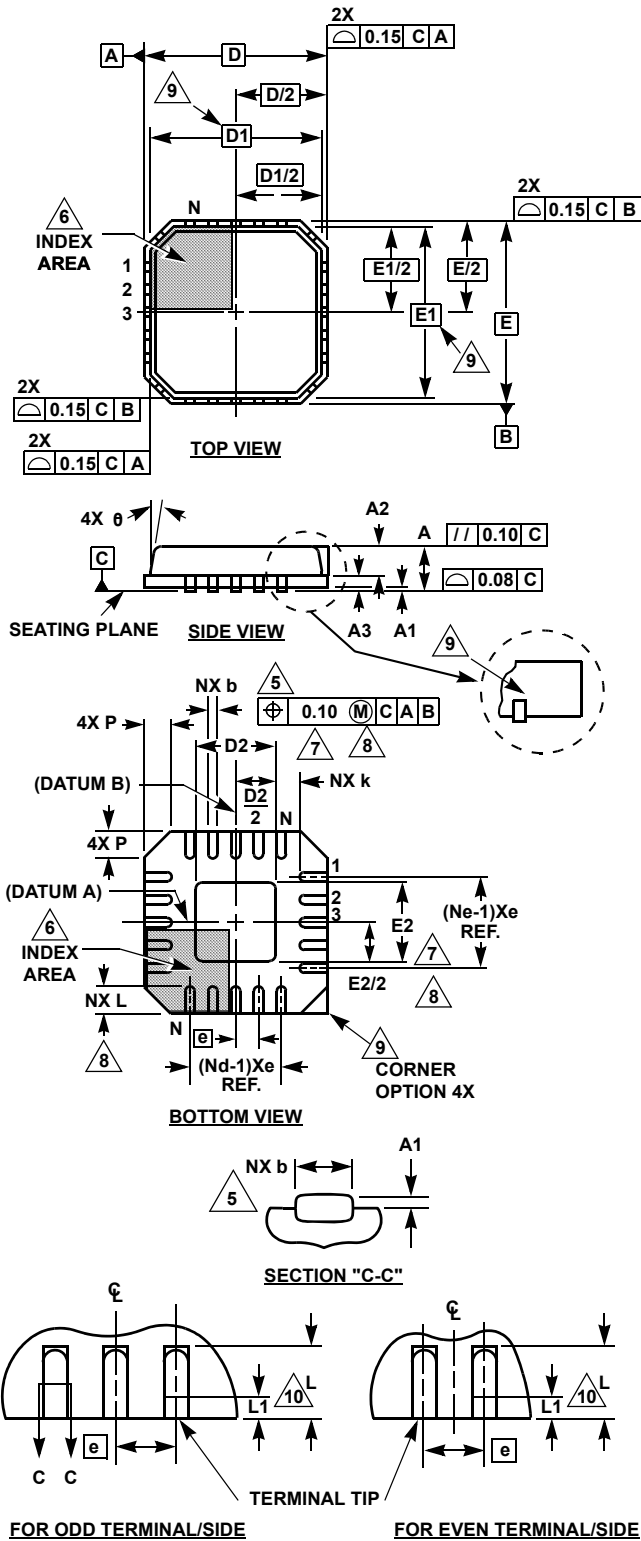 2X
0.15 C A
A
D
D/2
9
D1
D1/2
2X
0.15 C B
6
INDEX
AREA
N
1
2
3
E1/2
E/2
E1
E
9
2X
0.15 C B
2X
0.15 C A
B
TOP VIEW
4X θ
A2
A
// 0.10 C
C
0.08 C
SEATING PLANE
SIDE VIEW
A3
A1
9
NX b
5
0.10 M C A B
4X P
D2
7
8
(DATUM B)
D2
2
N
NX k
4X P
1
(DATUM A)
2
3
(Ne-1)Xe
REF.
6
INDEX
AREA
E2
7
E2/2
8
NX L
8
N
e
(Nd-1)Xe
REF.
9
CORNER
OPTION 4X
BOTTOM VIEW
A1
NX b
5
SECTION "C-C"
C
L
C
L
L
10
L1
L
10
L1
e
e
C
C
TERMINAL TIP
FOR ODD TERMINAL/SIDE
FOR EVEN TERMINAL/SIDE